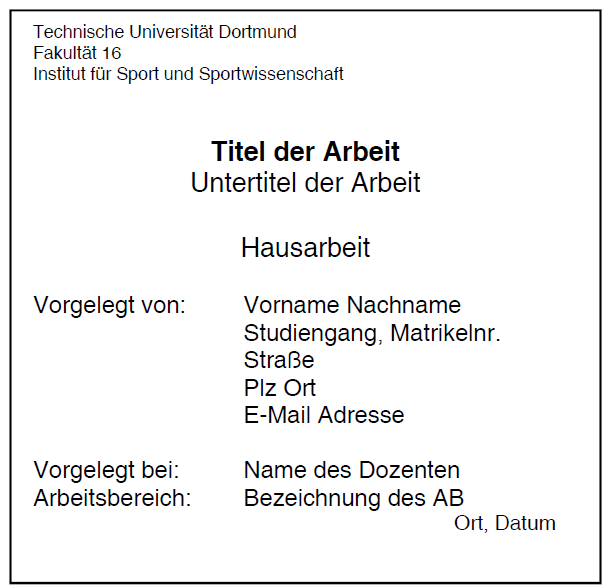 Technische Universität Dortmund
Fakultät 16
Institut für Sport und Sportwissenschaft
Titel der Arbeit
Untertitel der Arbeit
Hausarbeit
Vorgelegt von: Vorname Nachname
Studiengang, Matrikelnr.
Straße
Plz Ort
E-Mail Adresse
Vorgelegt bei: Name des Dozenten
Arbeitsbereich: Bezeichnung des AB
Ort, Datum